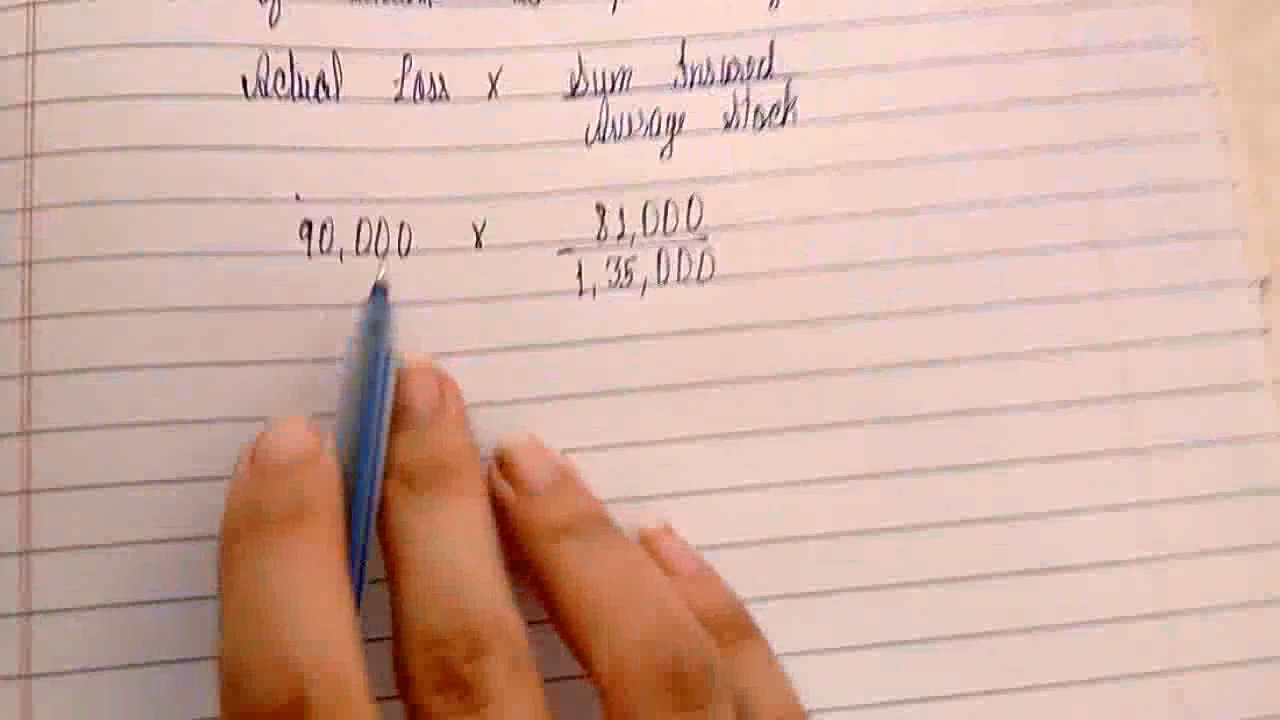 Actual Loss x Sum Insured
Average Stock
90,000 x 81,000
1,35,000